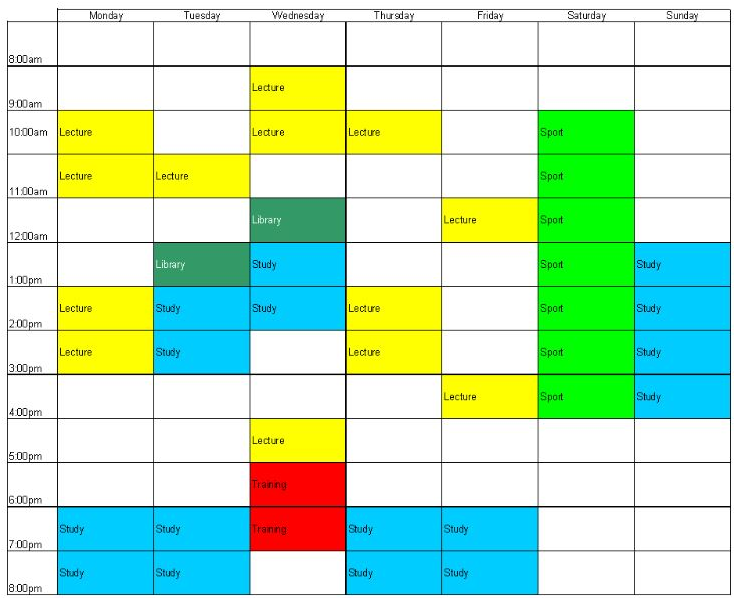 Monday Tuesday Wednesday Thursday Friday Saturday Sunday
8:00am
Lecture
9:00am
10:00am Lecture Lecture Lecture Sport
Lecture Lecture Sport
11:00am
Library Lecture Sport
12:00am
Library Study Sport Study
1:00pm
Lecture Study Study Lecture Sport Study
2:00pm
Lecture Study Lecture Sport Study
3:00pm
Lecture Sport Study
4:00pm
Lecture
5:00pm
Training
6:00pm
Study Study Training Study Study
7:00pm
Study Study Study Study
8:00pm